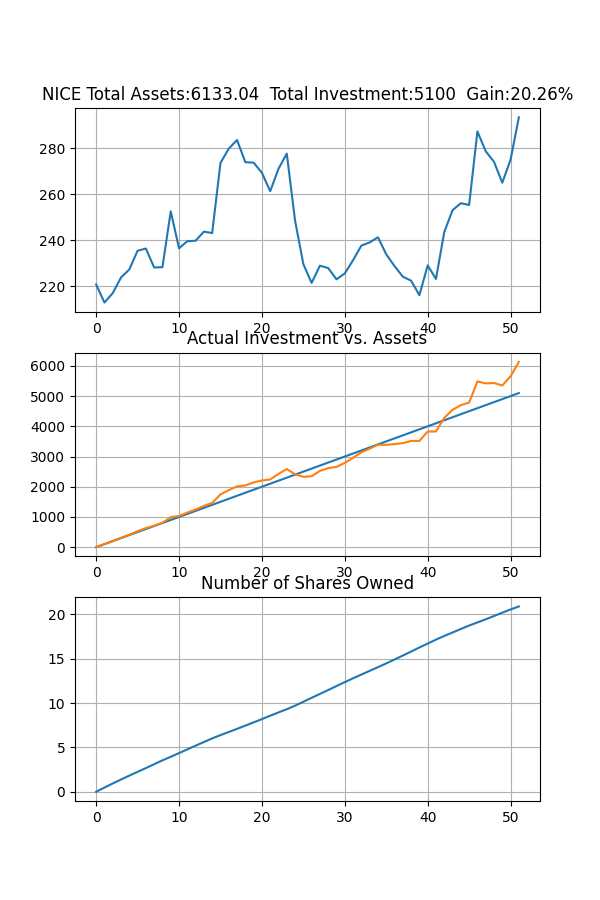 NICE Total Assets:6133.04  Total Investment:5100  Gain:20.26%
280
260
240
220
0 10 20 30 40 50
Actual Investment vs. Assets
6000
5000
4000
3000
2000
1000
0
0 10 20 30 40 50
Number of Shares Owned
20
15
10
5
0
0 10 20 30 40 50